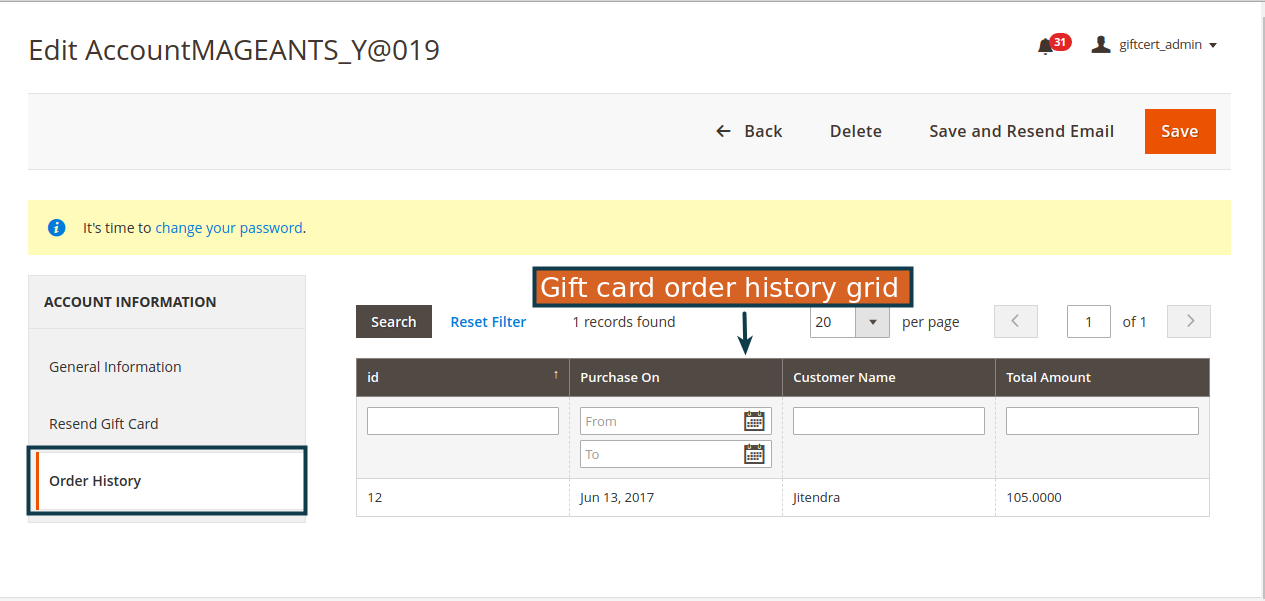 Edit AccountMAGEANTS_Y@019
31
giftcert_admin
Back
Delete
Save and Resend Email
Save
It's time to change your password.
ACCOUNT INFORMATION
General Information
Resend Gift Card
Order History
Gift card order history grid
Search
Reset Filter
1 records found
20
per page
1
of 1
id ↑
Purchase On
Customer Name
Total Amount
From
To
12
Jun 13, 2017
Jitendra
105.0000